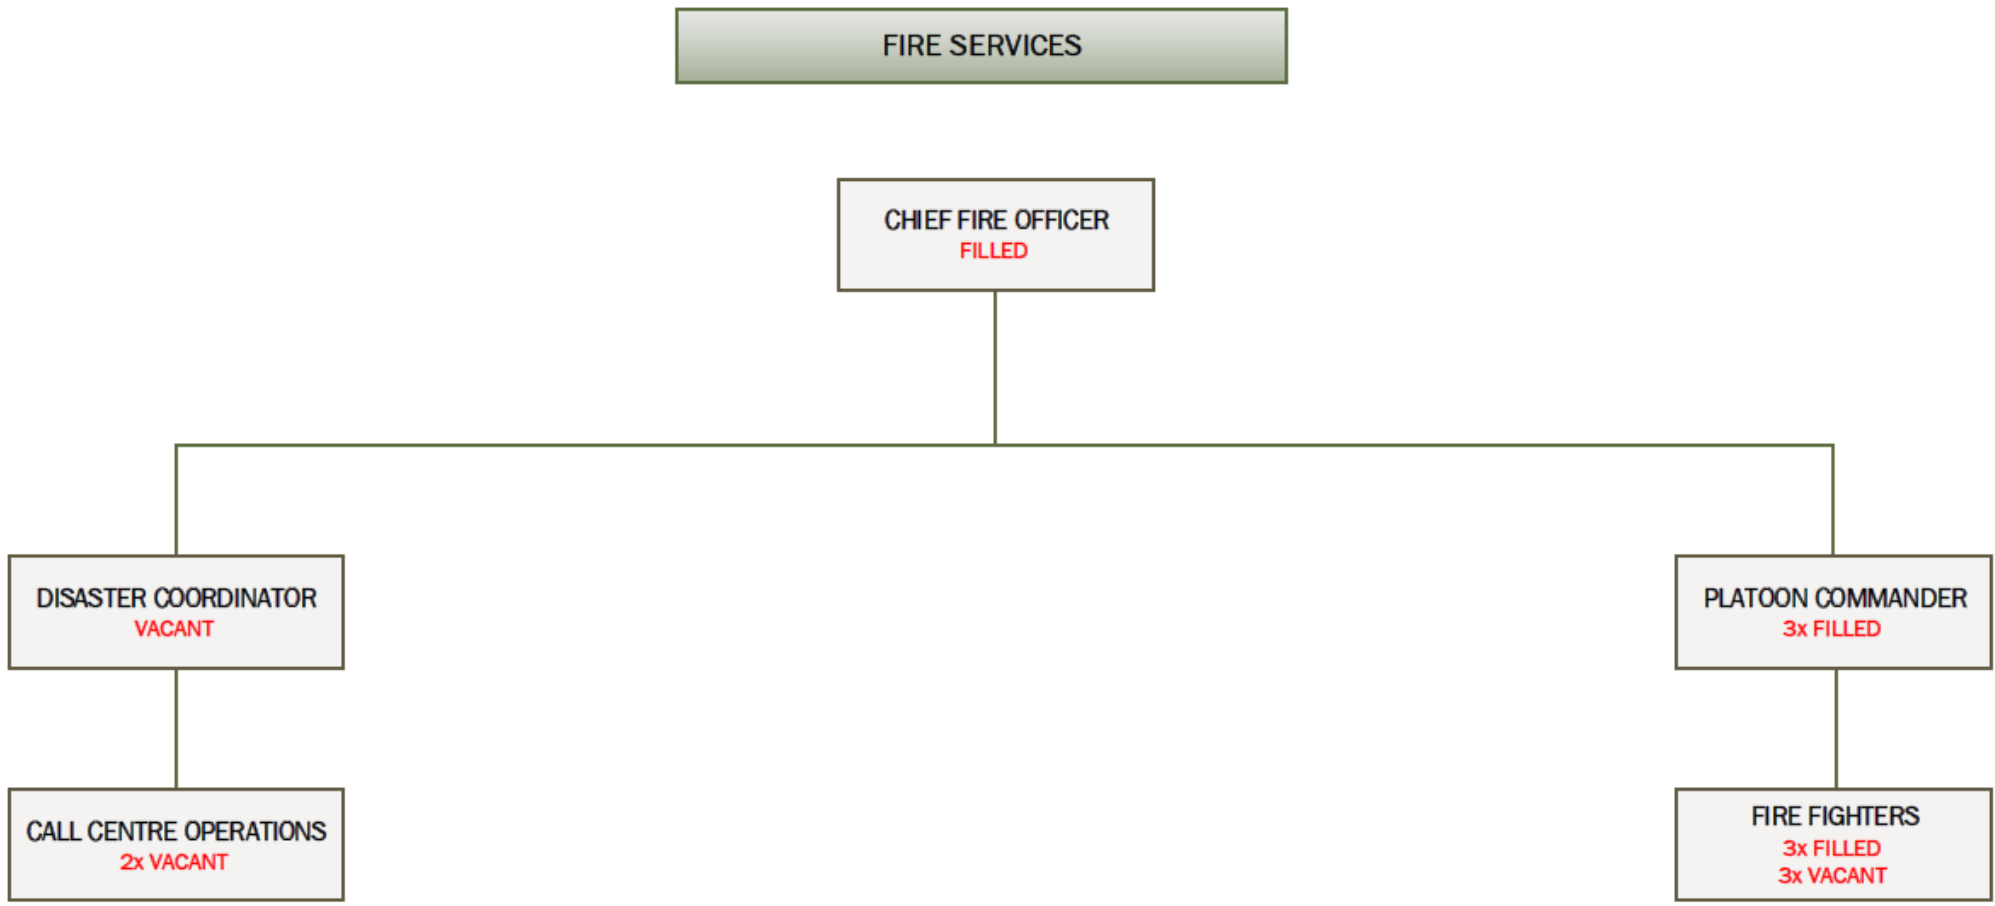 FIRE SERVICES
CHIEF FIRE OFFICER
FILLED
DISASTER COORDINATOR
VACANT
PLATOON COMMANDER
3x FILLED
CALL CENTRE OPERATIONS
2x VACANT
FIRE FIGHTERS
3x FILLED
3x VACANT